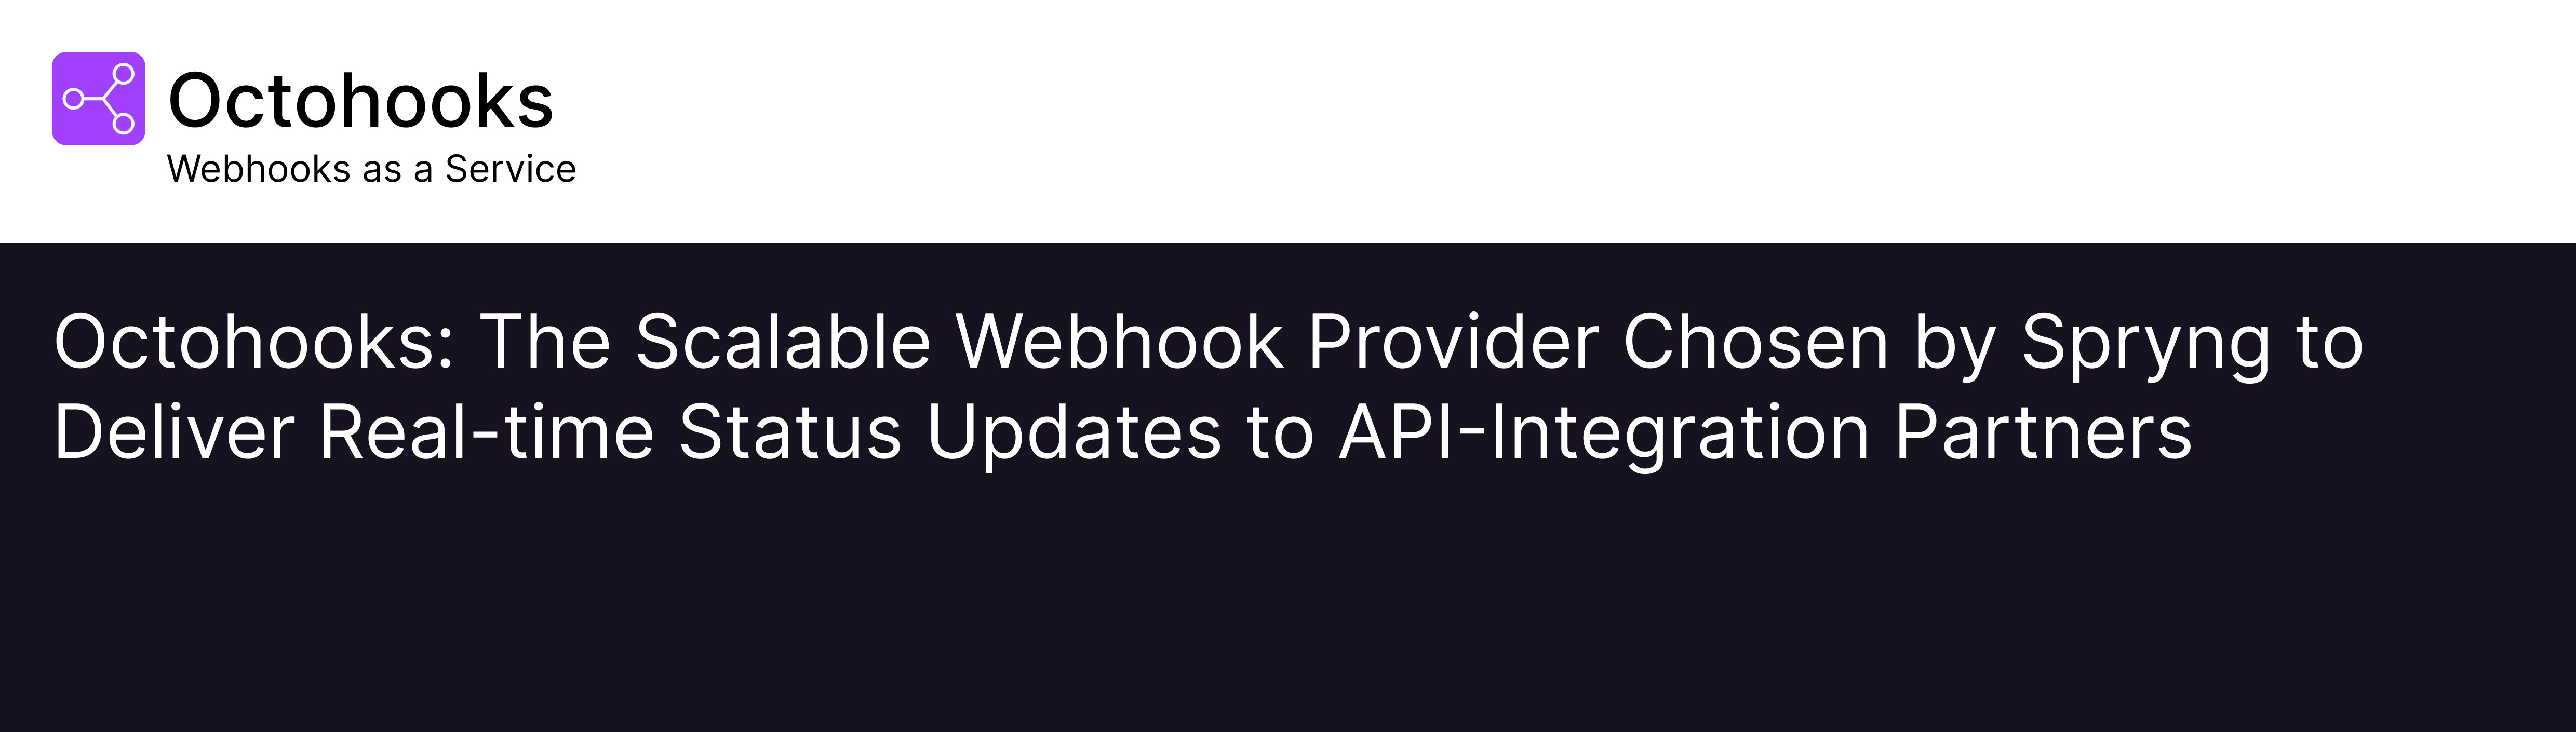 Octohooks
Webhooks as a Service
Octohooks: The Scalable Webhook Provider Chosen by Spryng to
Deliver Real-time Status Updates to API-Integration Partners